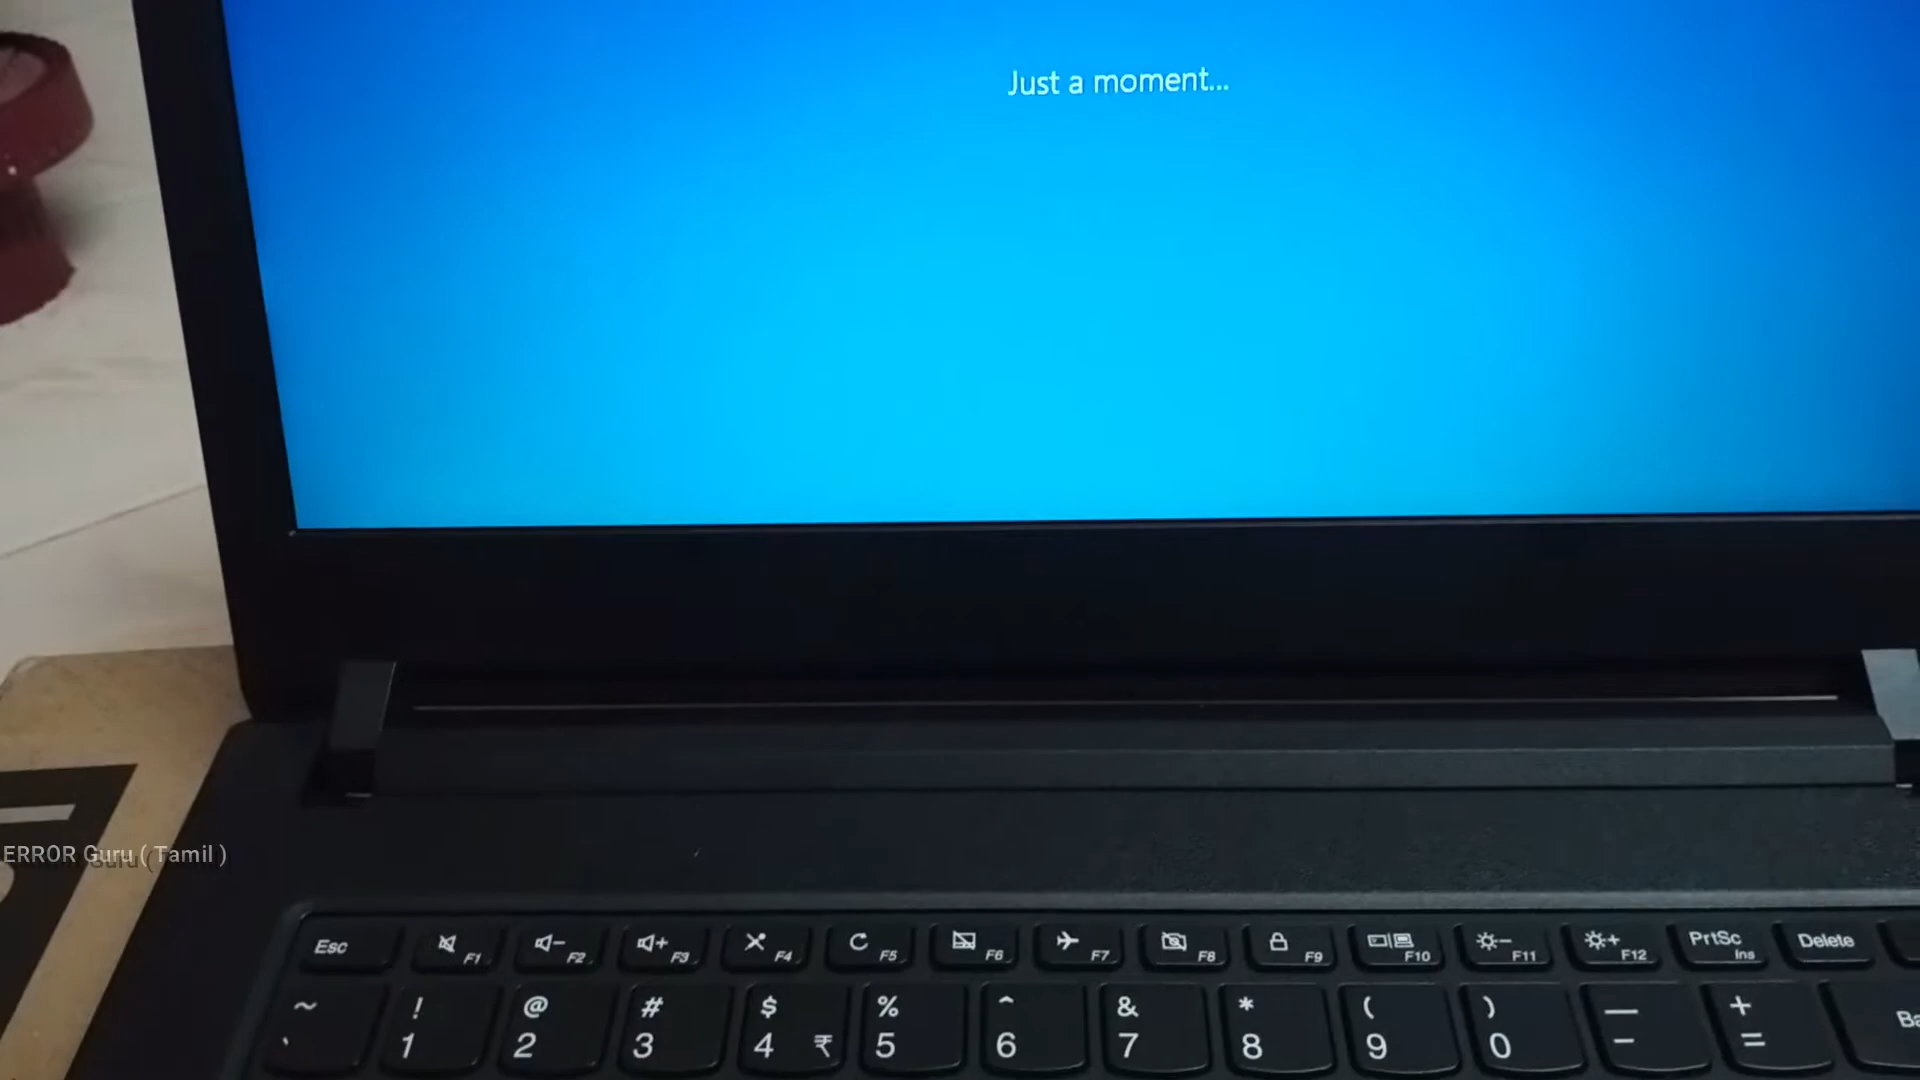 Just a moment...
ERROR Guru ( Tamil )
Esc F1 F2 F3 F4 F5 F6 F7 F8 F9 F10 F11 F12 PrtSc Ins Delete
~ ` ! 1 @ 2 # 3 $ 4 ₹ % 5 ^ 6 & 7 * 8 ( 9 ) 0 — - + =